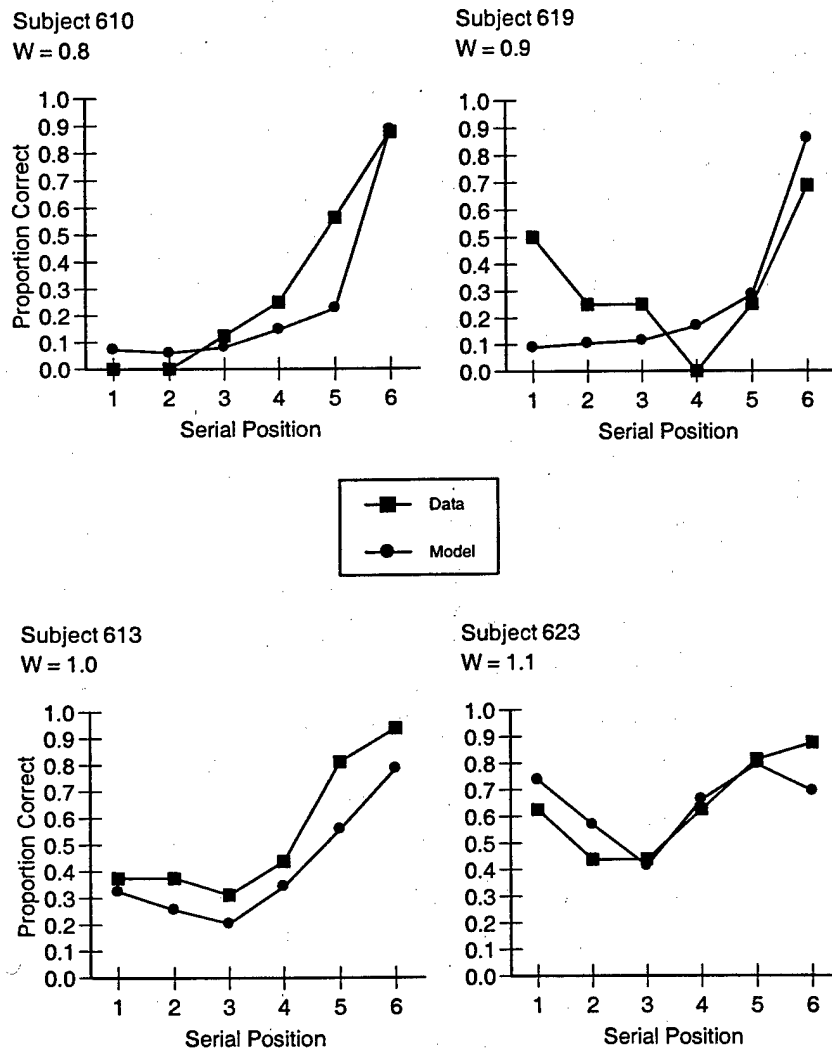 Subject 610
W = 0.8
Proportion Correct
1.0
0.9
0.8
0.7
0.6
0.5
0.4
0.3
0.2
0.1
0.0
1 2 3 4 5 6
Serial Position
Subject 619
W = 0.9
1.0
0.9
0.8
0.7
0.6
0.5
0.4
0.3
0.2
0.1
0.0
1 2 3 4 5 6
Serial Position
Data
Model
Subject 613
W = 1.0
Proportion Correct
1.0
0.9
0.8
0.7
0.6
0.5
0.4
0.3
0.2
0.1
0.0
1 2 3 4 5 6
Serial Position
Subject 623
W = 1.1
1.0
0.9
0.8
0.7
0.6
0.5
0.4
0.3
0.2
0.1
0.0
1 2 3 4 5 6
Serial Position